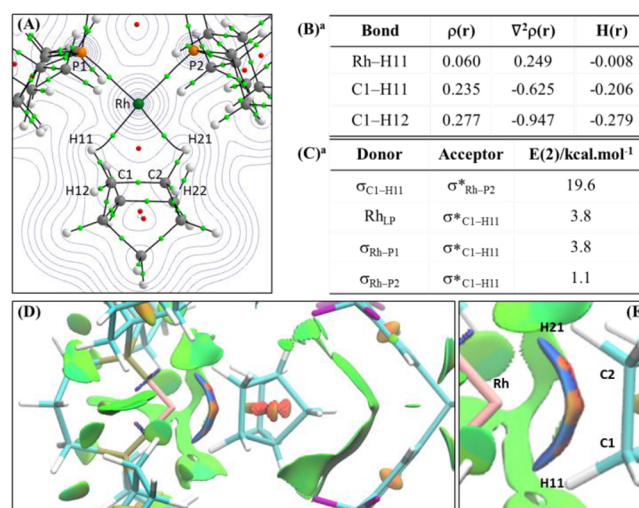 (A)
P1
P2
Rh
H11
H21
C1
C2
H12
H22
(B)ᵃ Bond ρ(r) ∇²ρ(r) H(r)
Rh–H11 0.060 0.249 -0.008
C1–H11 0.235 -0.625 -0.206
C1–H12 0.277 -0.947 -0.279
(C)ᵃ Donor Acceptor E(2)/kcal.mol⁻¹
σC1–H11 σ*Rh–P2 19.6
RhLP σ*C1–H11 3.8
σRh–P1 σ*C1–H11 3.8
σRh–P2 σ*C1–H11 1.1
(D)
(E
H21
C2
Rh
C1
H11